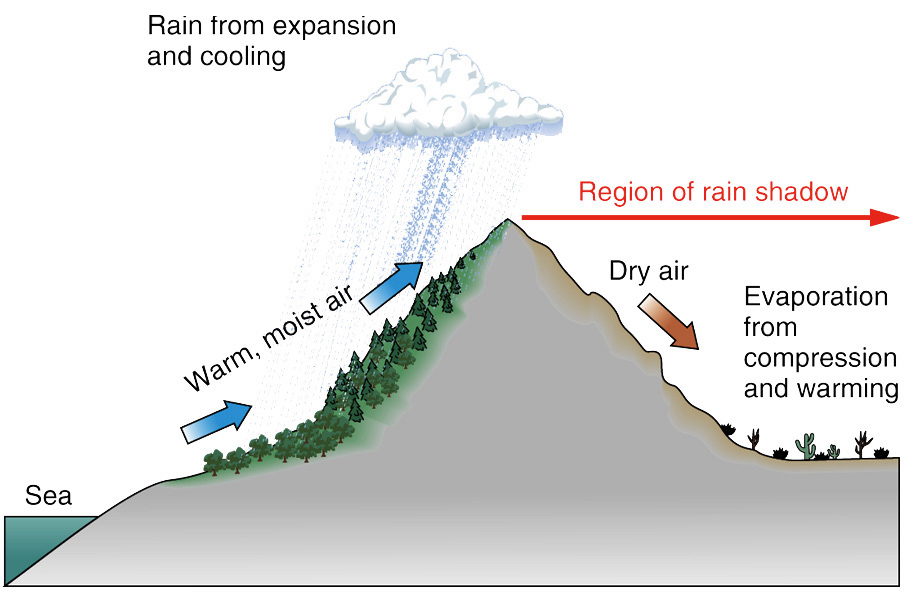 Rain from expansion
and cooling
Region of rain shadow
Dry air
Evaporation
from
compression
and warming
Warm, moist air
Sea